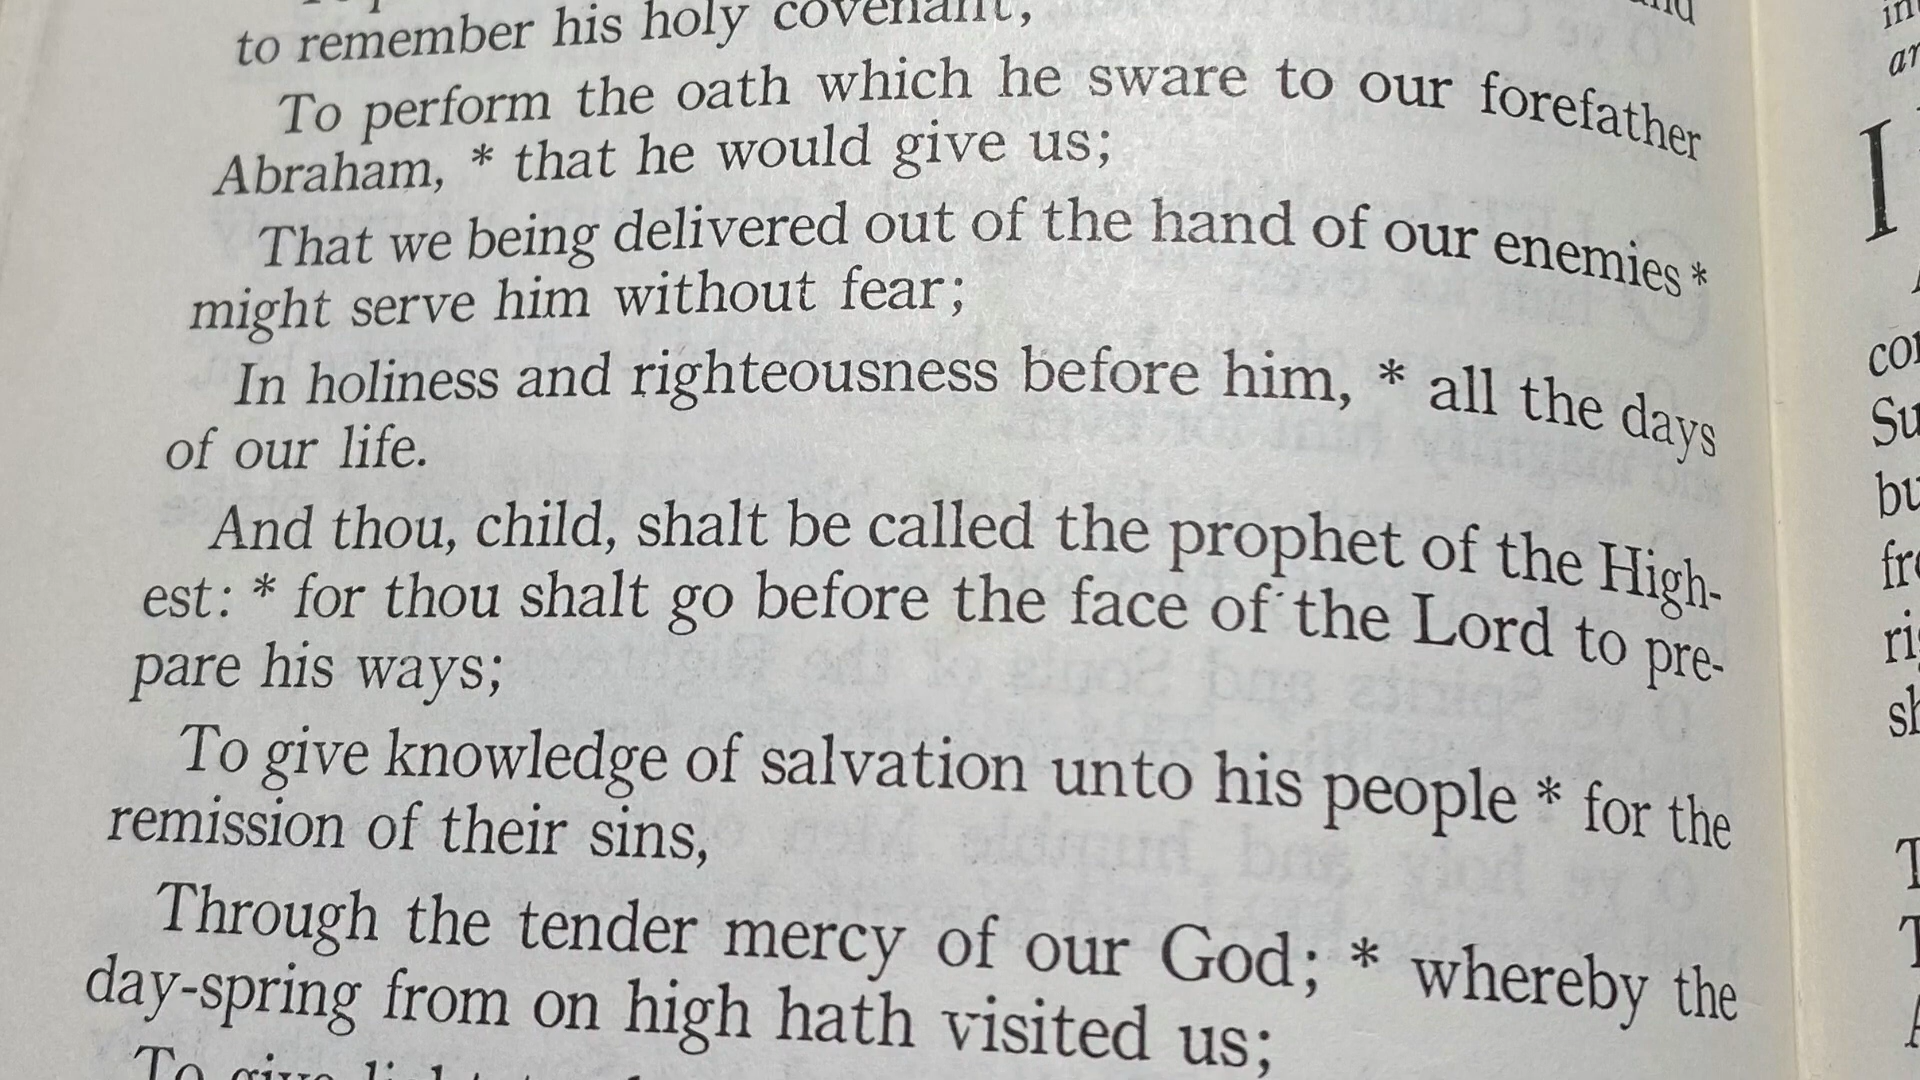 to remember his holy covenant,
To perform the oath which he sware to our forefather
Abraham, * that he would give us;
That we being delivered out of the hand of our enemies *
might serve him without fear;
In holiness and righteousness before him, * all the days
of our life.
And thou, child, shalt be called the prophet of the High-
est: * for thou shalt go before the face of the Lord to pre-
pare his ways;
To give knowledge of salvation unto his people * for the
remission of their sins,
Through the tender mercy of our God; * whereby the
day-spring from on high hath visited us;
To give light